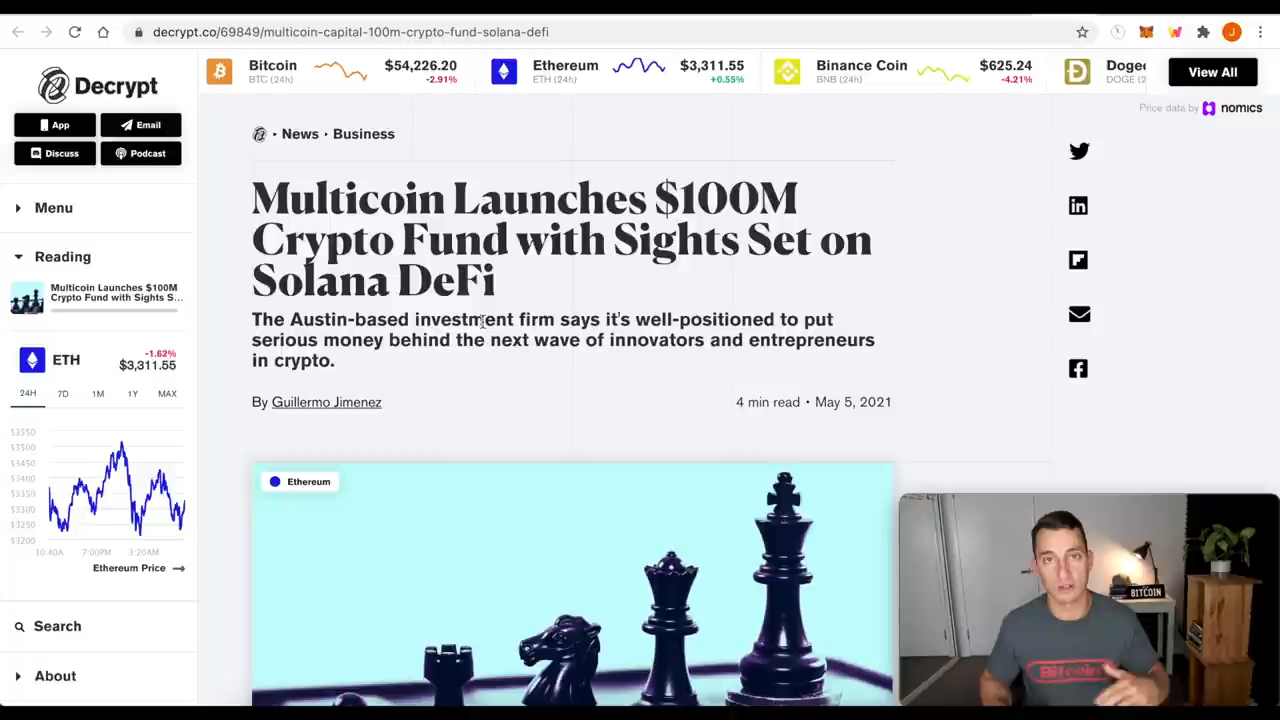 decrypt.co/69849/multicoin-capital-100m-crypto-fund-solana-defi
J
Decrypt
App
Email
Discuss
Podcast
Menu
Reading
Multicoin Launches $100M
Crypto Fund with Sights S...
ETH
-1.62%
$3,311.55
24H 7D 1M 1Y MAX
$3550
$3500
$3450
$3400
$3350
$3300
$3250
$3200
10:40A 7:00PM 3:20AM
Ethereum Price →
Search
About
Bitcoin $54,226.20
BTC (24h) -2.91%
Ethereum $3,311.55
ETH (24h) +0.55%
Binance Coin $625.24
BNB (24h) -4.21%
Dogec
DOGE (2
View All
Price data by nomics
• News • Business
Multicoin Launches $100M
Crypto Fund with Sights Set on
Solana DeFi
The Austin-based investment firm says it's well-positioned to put
serious money behind the next wave of innovators and entrepreneurs
in crypto.
By Guillermo Jimenez
4 min read • May 5, 2021
Ethereum
BITCOIN
Bitcoin